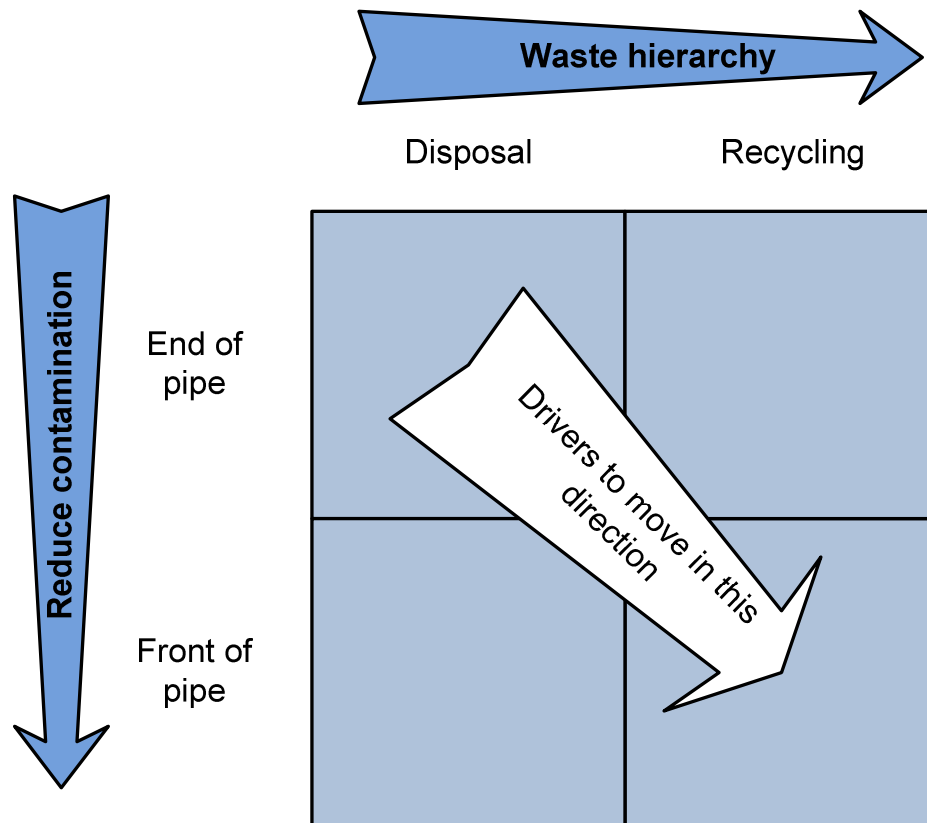 Waste hierarchy
Disposal
Recycling
Reduce contamination
End of
pipe
Drivers to move in this
direction
Front of
pipe